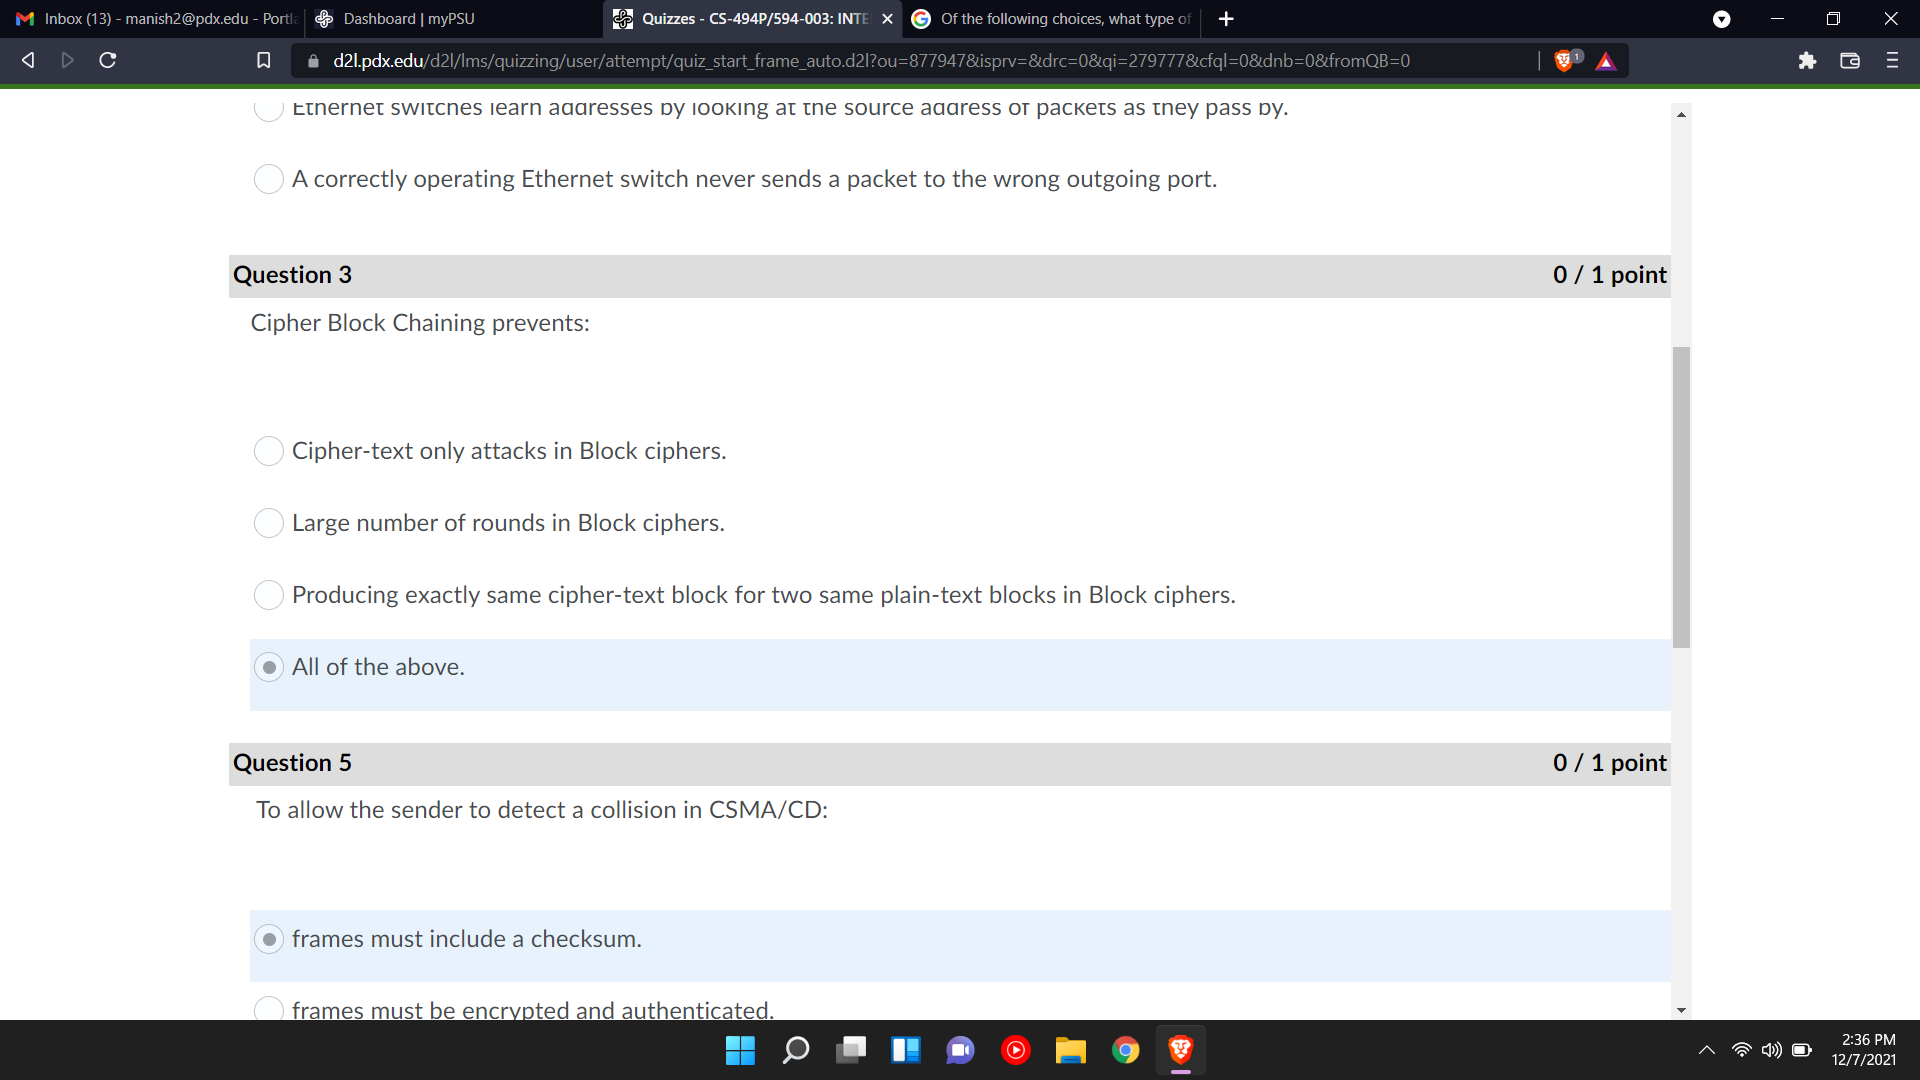 Inbox (13) - manish2@pdx.edu - Portla
Dashboard | myPSU
Quizzes - CS-494P/594-003: INTE
Of the following choices, what type of
d2l.pdx.edu/d2l/lms/quizzing/user/attempt/quiz_start_frame_auto.d2l?ou=877947&isprv=&drc=0&qi=279777&cfql=0&dnb=0&fromQB=0
1
Ethernet switches learn addresses by looking at the source address of packets as they pass by.
A correctly operating Ethernet switch never sends a packet to the wrong outgoing port.
Question 3
0 / 1 point
Cipher Block Chaining prevents:
Cipher-text only attacks in Block ciphers.
Large number of rounds in Block ciphers.
Producing exactly same cipher-text block for two same plain-text blocks in Block ciphers.
All of the above.
Question 5
0 / 1 point
To allow the sender to detect a collision in CSMA/CD:
frames must include a checksum.
frames must be encrypted and authenticated.
2:36 PM
12/7/2021